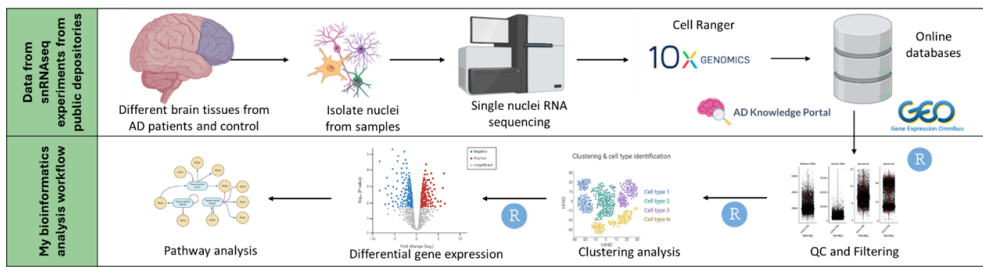 Data from
snRNAseq
experiments from
public depositories
Different brain tissues from
AD patients and control
Isolate nuclei
from samples
Single nuclei RNA
sequencing
Cell Ranger
10X GENOMICS
Online
databases
AD Knowledge Portal
GEO
Gene Expression Omnibus
My bioinformatics
analysis workflow
R
QC and Filtering
R
Clustering & cell type identification
Cell type 1
Cell type 2
Cell type 3
Cell type N
Clustering analysis
R
Negative
Positive
Insignificant
Fold change (log₂)
Differential gene expression
Pathway analysis